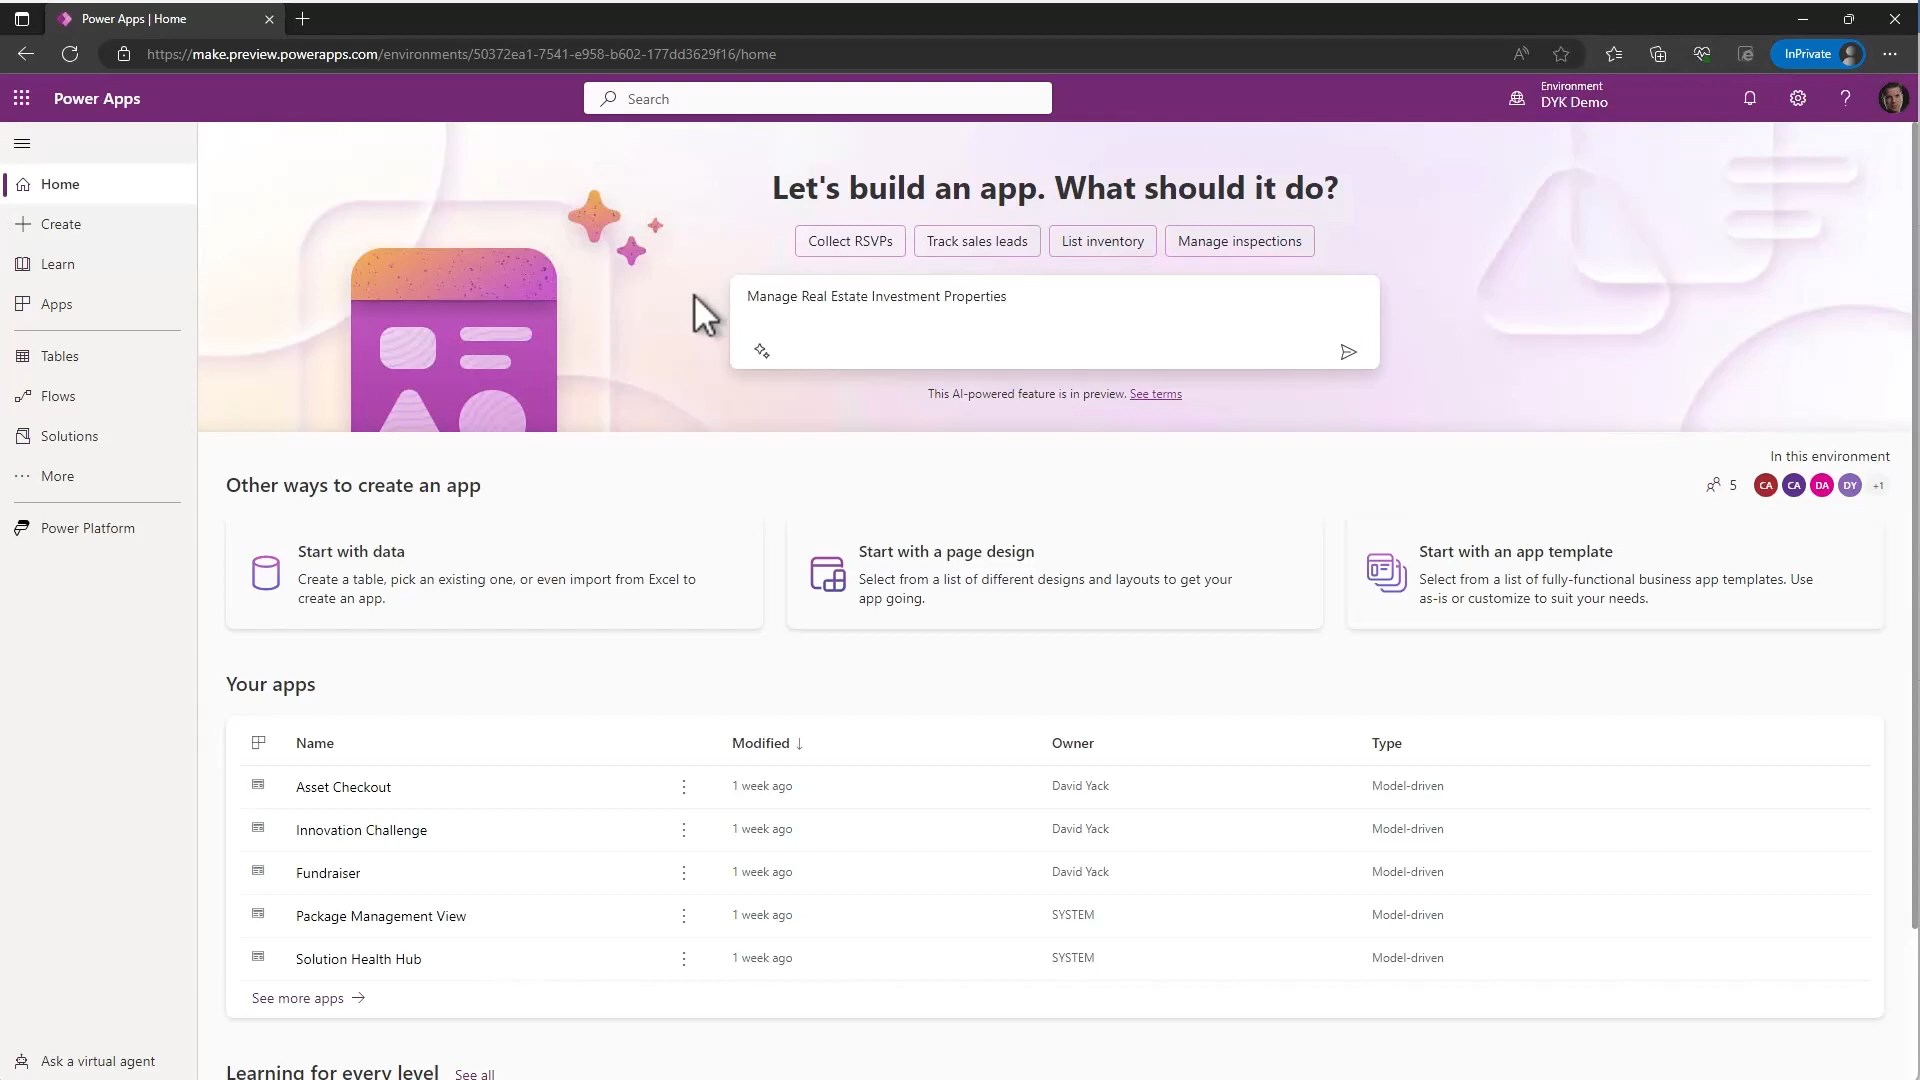 Power Apps | Home
https://make.preview.powerapps.com/environments/50372ea1-7541-e958-b602-177dd3629f16/home
InPrivate
Power Apps
Search
Environment
DYK Demo
Home
Create
Learn
Apps
Tables
Flows
Solutions
More
Power Platform
Ask a virtual agent
Let's build an app. What should it do?
Collect RSVPs
Track sales leads
List inventory
Manage inspections
Manage Real Estate Investment Properties
This AI-powered feature is in preview. See terms
In this environment
5
CA
CA
DA
DY
+1
Other ways to create an app
Start with data
Create a table, pick an existing one, or even import from Excel to
create an app.
Start with a page design
Select from a list of different designs and layouts to get your
app going.
Start with an app template
Select from a list of fully-functional business app templates. Use
as-is or customize to suit your needs.
Your apps
Name Modified ↓ Owner Type
Asset Checkout 1 week ago David Yack Model-driven
Innovation Challenge 1 week ago David Yack Model-driven
Fundraiser 1 week ago David Yack Model-driven
Package Management View 1 week ago SYSTEM Model-driven
Solution Health Hub 1 week ago SYSTEM Model-driven
See more apps →
Learning for every level See all